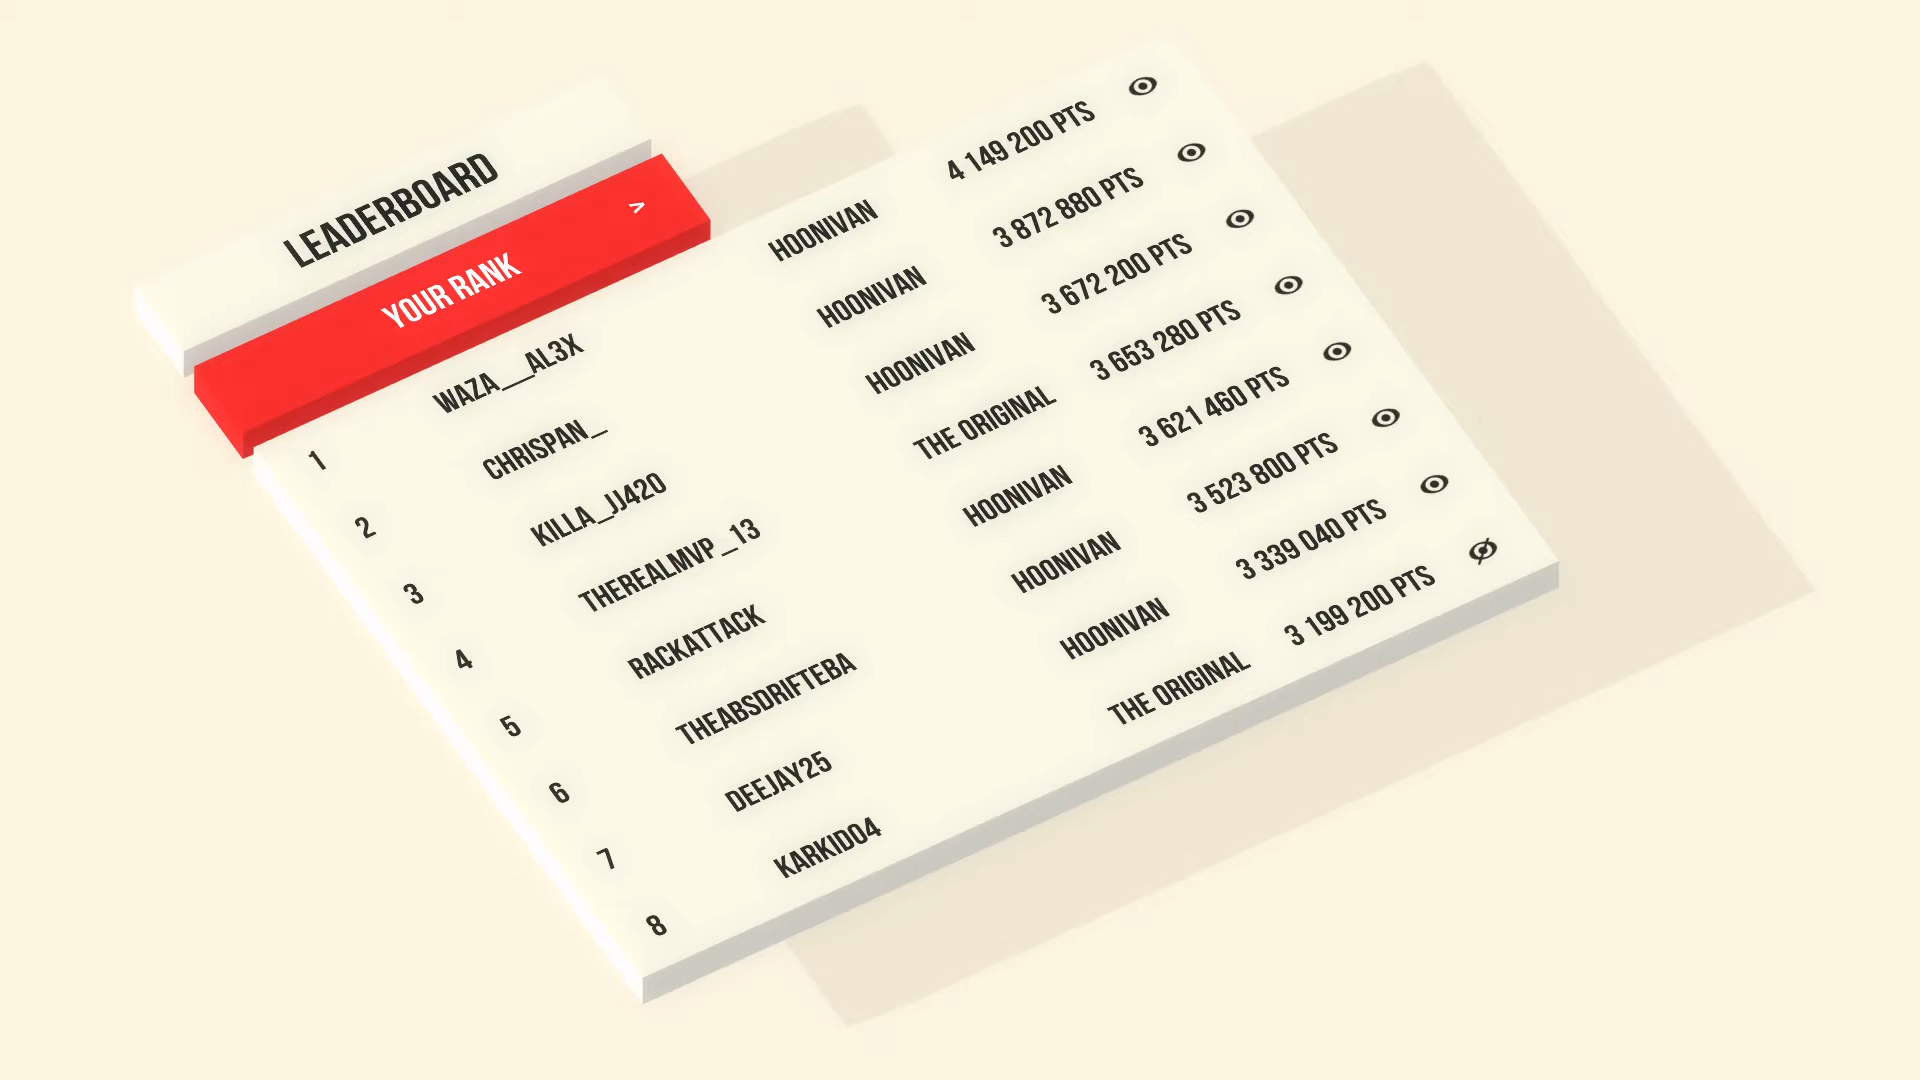 LEADERBOARD
YOUR RANK >
1 WAZA__AL3X HOONIVAN 4 149 200 PTS
2 CHRISPAN_ HOONIVAN 3 872 880 PTS
3 KILLA_JJ420 HOONIVAN 3 672 200 PTS
4 THEREALMVP_13 THE ORIGINAL 3 653 280 PTS
5 RACKATTACK HOONIVAN 3 621 460 PTS
6 THEABSDRIFTEBA HOONIVAN 3 523 800 PTS
7 DEEJAY25 HOONIVAN 3 339 040 PTS
8 KARKIDO4 THE ORIGINAL 3 199 200 PTS